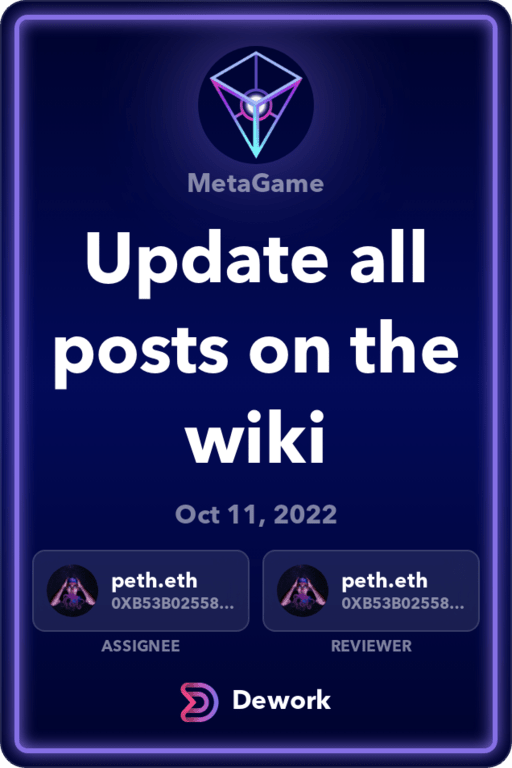 MetaGame
Update all
posts on the
wiki
Oct 11, 2022
peth.eth
0XB53B02558...
peth.eth
0XB53B02558...
ASSIGNEE
REVIEWER
Dework